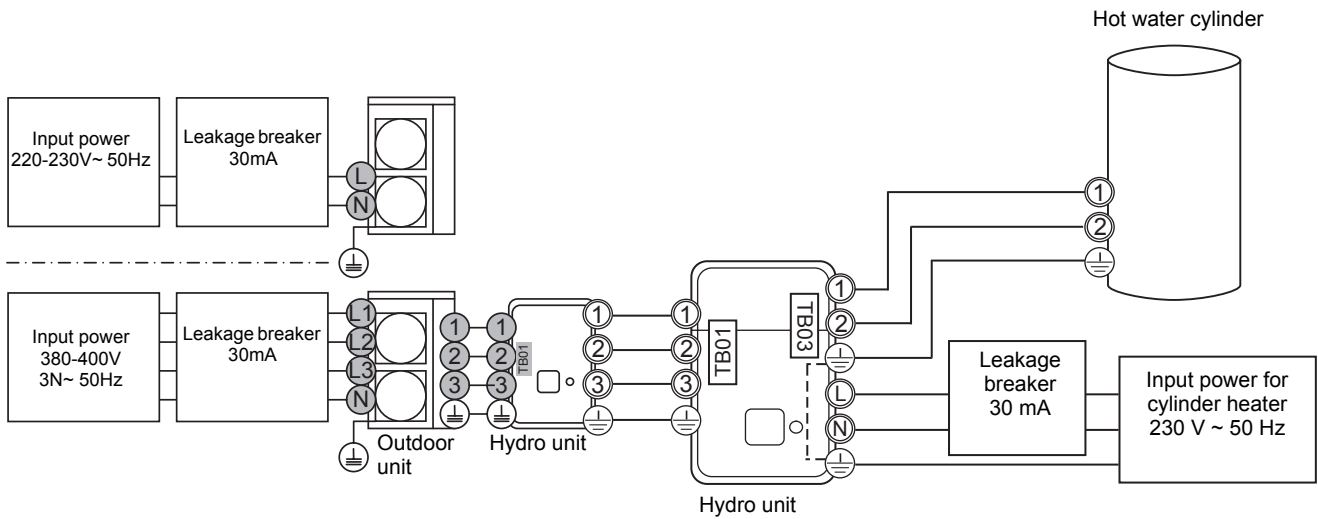 Hot water cylinder
Input power
220-230V~ 50Hz
Leakage breaker
30mA
L
N
1
2
Input power
380-400V
3N~ 50Hz
Leakage breaker
30mA
L1
L2
L3
N
Outdoor
unit
1
2
3
1
2
3
TB01
Hydro unit
1
2
3
1
2
3
TB01
TB03
1
2
L
N
Hydro unit
Leakage
breaker
30 mA
Input power for
cylinder heater
230 V ~ 50 Hz